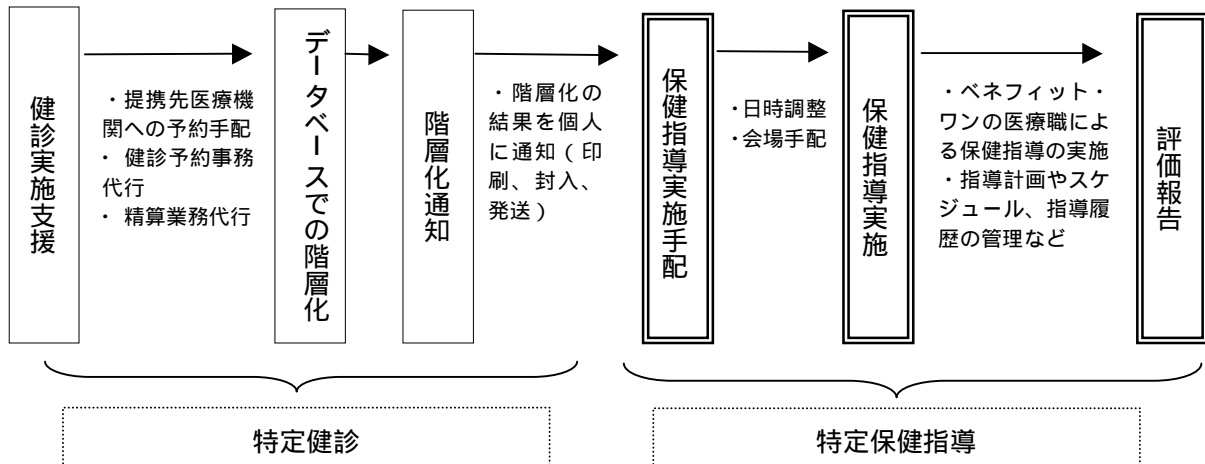 健診実施支援
・提携先医療機
関への予約手配
・ 健診予約事務
代行
・ 精算業務代行
データベースでの階層化
階層化通知
・階層化の
結果を個人
に通知（印
刷、封入、
発送）
保健指導実施手配
・日時調整
・会場手配
保健指導実施
・ベネフィット・
ワンの医療職によ
る保健指導の実施
・指導計画やスケ
ジュール、指導履
歴の管理など
評価報告
特定健診
特定保健指導